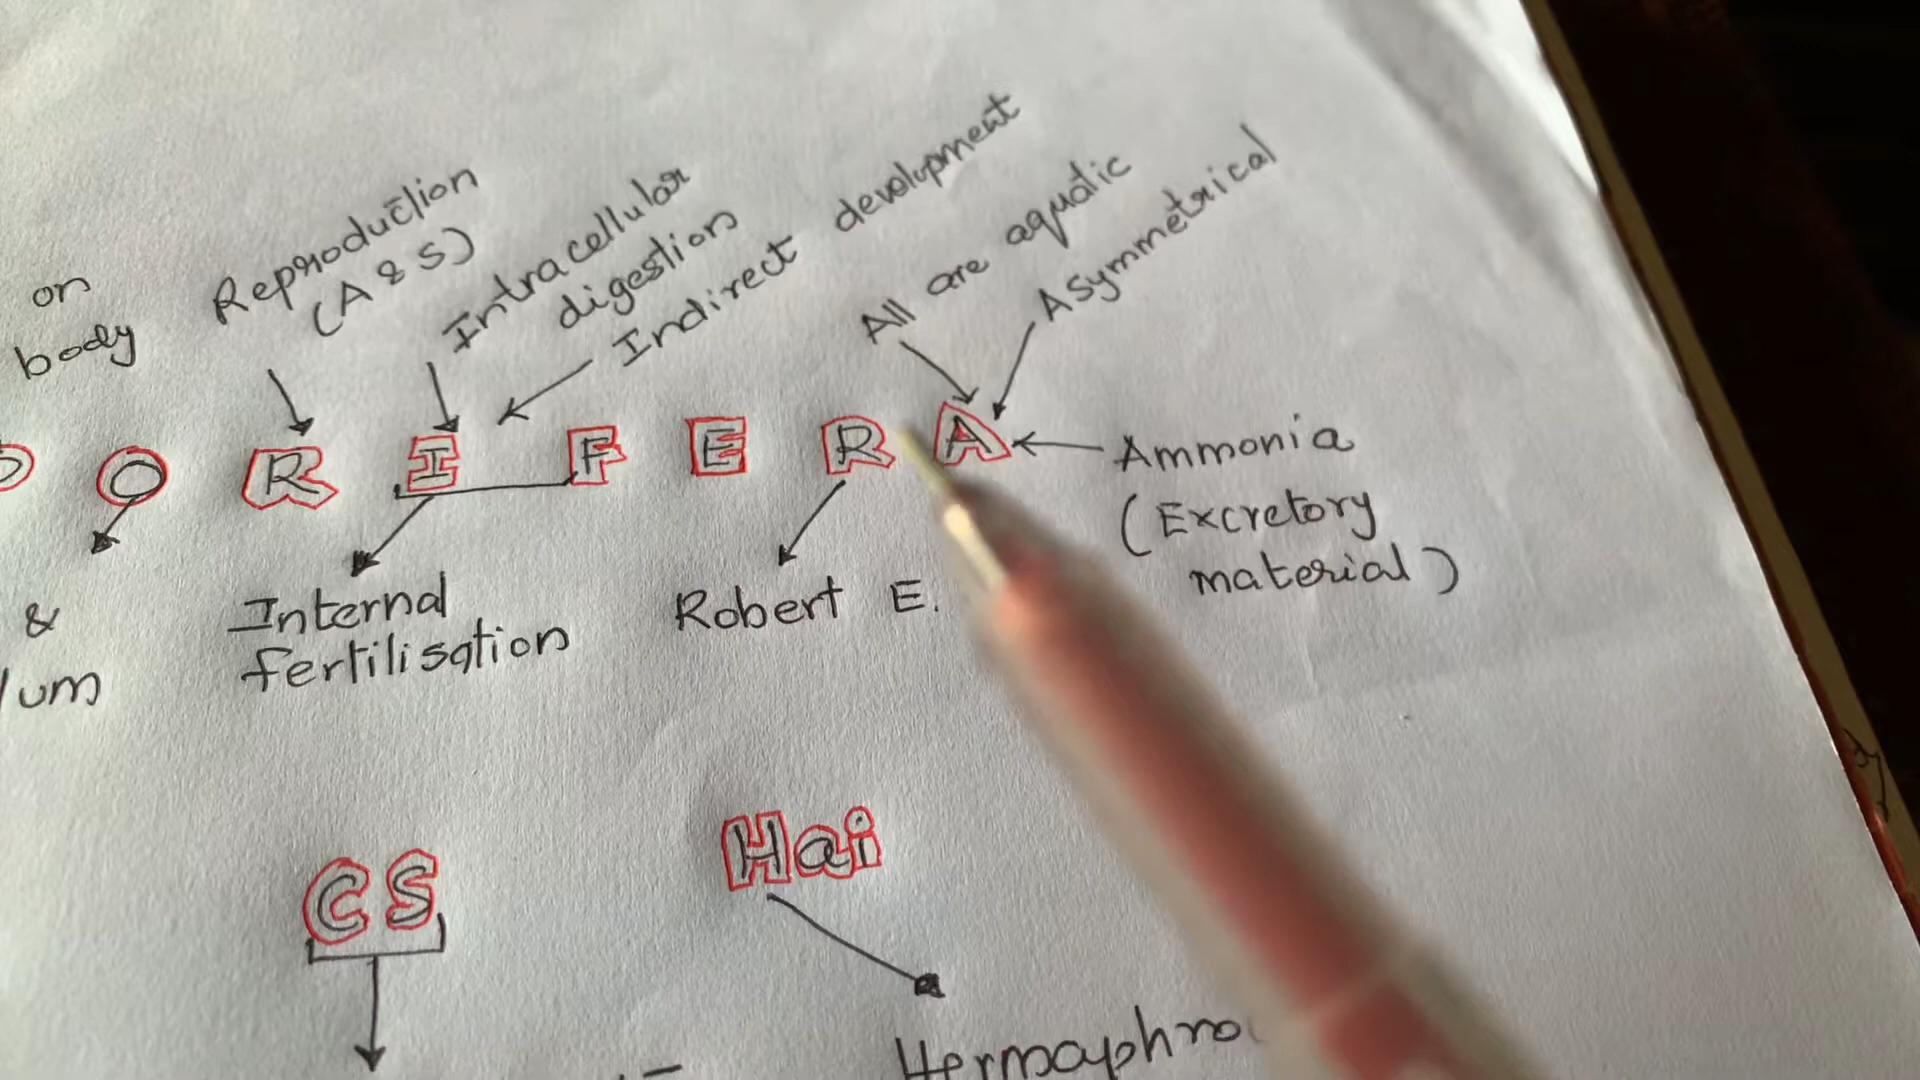 on
body
Reproduction
(A & S)
Intracellular
digestion
Indirect development
All are aquatic
Asymmetrical
O R I F E R A
Ammonia
(Excretory
material)
&
um
Internal
fertilisation
Robert E.
CS
Hai
Hermaphro